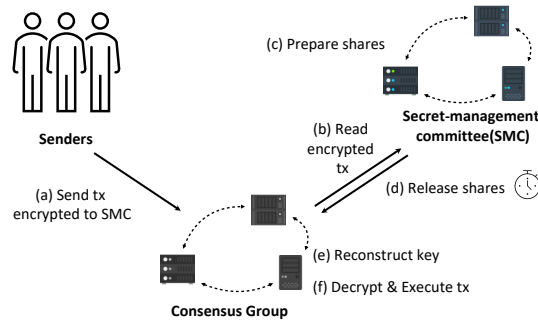 (c) Prepare shares
Senders
Secret-management
committee(SMC)
(b) Read
encrypted
tx
(a) Send tx
encrypted to SMC
(d) Release shares
(e) Reconstruct key
(f) Decrypt & Execute tx
Consensus Group